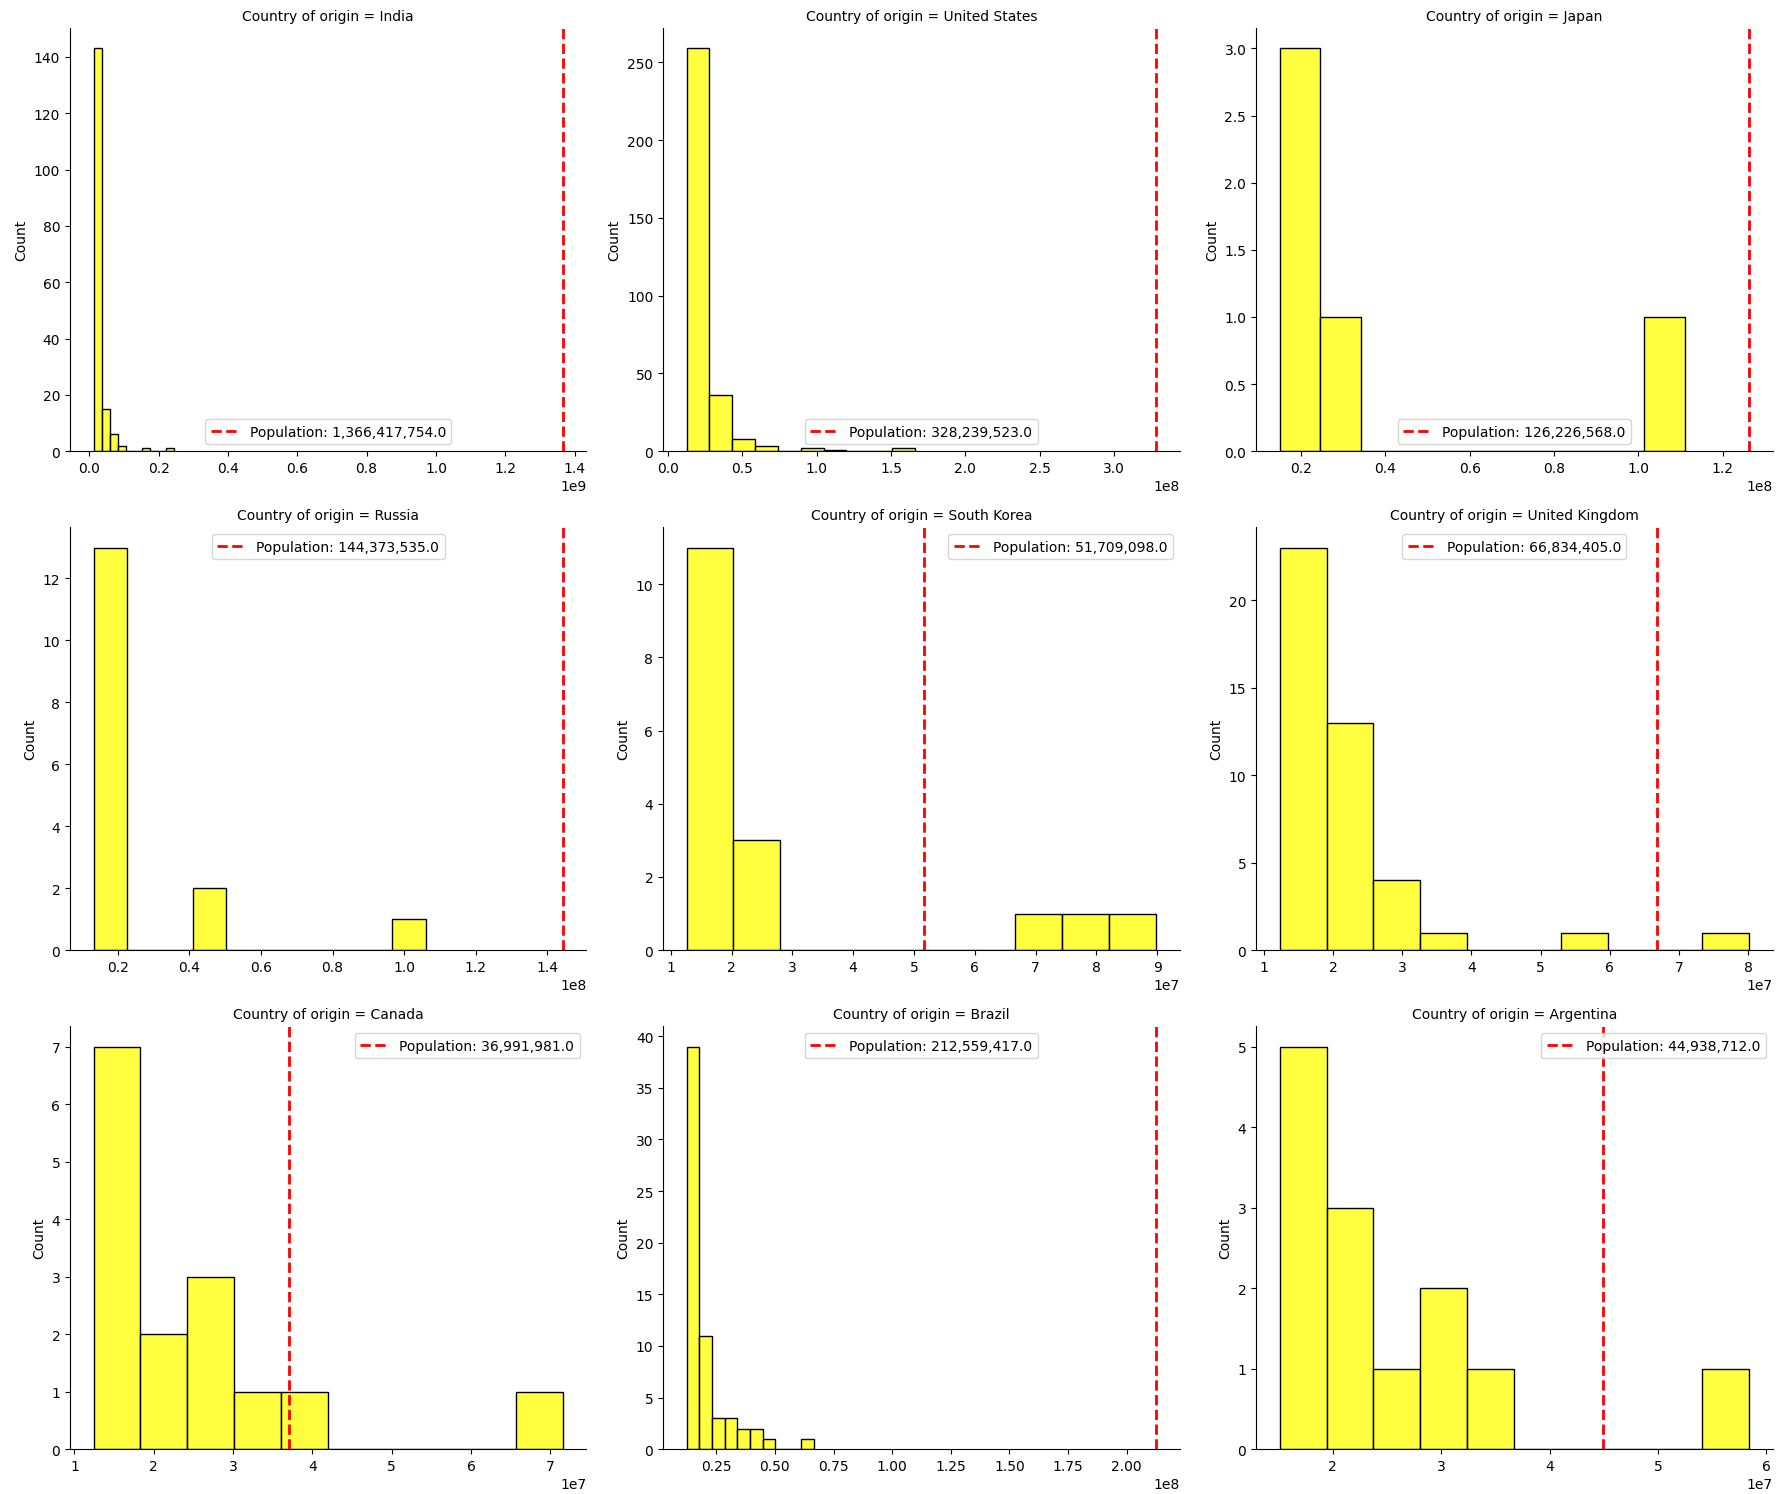 Country of origin = India
Count
140
120
100
80
60
40
20
0
0.0 0.2 0.4 0.6 0.8 1.0 1.2 1.4
1e9
Population: 1,366,417,754.0
Country of origin = United States
Count
250
200
150
100
50
0
0.0 0.5 1.0 1.5 2.0 2.5 3.0
1e8
Population: 328,239,523.0
Country of origin = Japan
Count
3.0
2.5
2.0
1.5
1.0
0.5
0.0
0.2 0.4 0.6 0.8 1.0 1.2
1e8
Population: 126,226,568.0
Country of origin = Russia
Population: 144,373,535.0
Count
12
10
8
6
4
2
0
0.2 0.4 0.6 0.8 1.0 1.2 1.4
1e8
Country of origin = South Korea
Population: 51,709,098.0
Count
10
8
6
4
2
0
1 2 3 4 5 6 7 8 9
1e7
Country of origin = United Kingdom
Population: 66,834,405.0
Count
20
15
10
5
0
1 2 3 4 5 6 7 8
1e7
Country of origin = Canada
Population: 36,991,981.0
Count
7
6
5
4
3
2
1
0
1 2 3 4 5 6 7
1e7
Country of origin = Brazil
Population: 212,559,417.0
Count
40
35
30
25
20
15
10
5
0
0.25 0.50 0.75 1.00 1.25 1.50 1.75 2.00
1e8
Country of origin = Argentina
Population: 44,938,712.0
Count
5
4
3
2
1
0
2 3 4 5 6
1e7